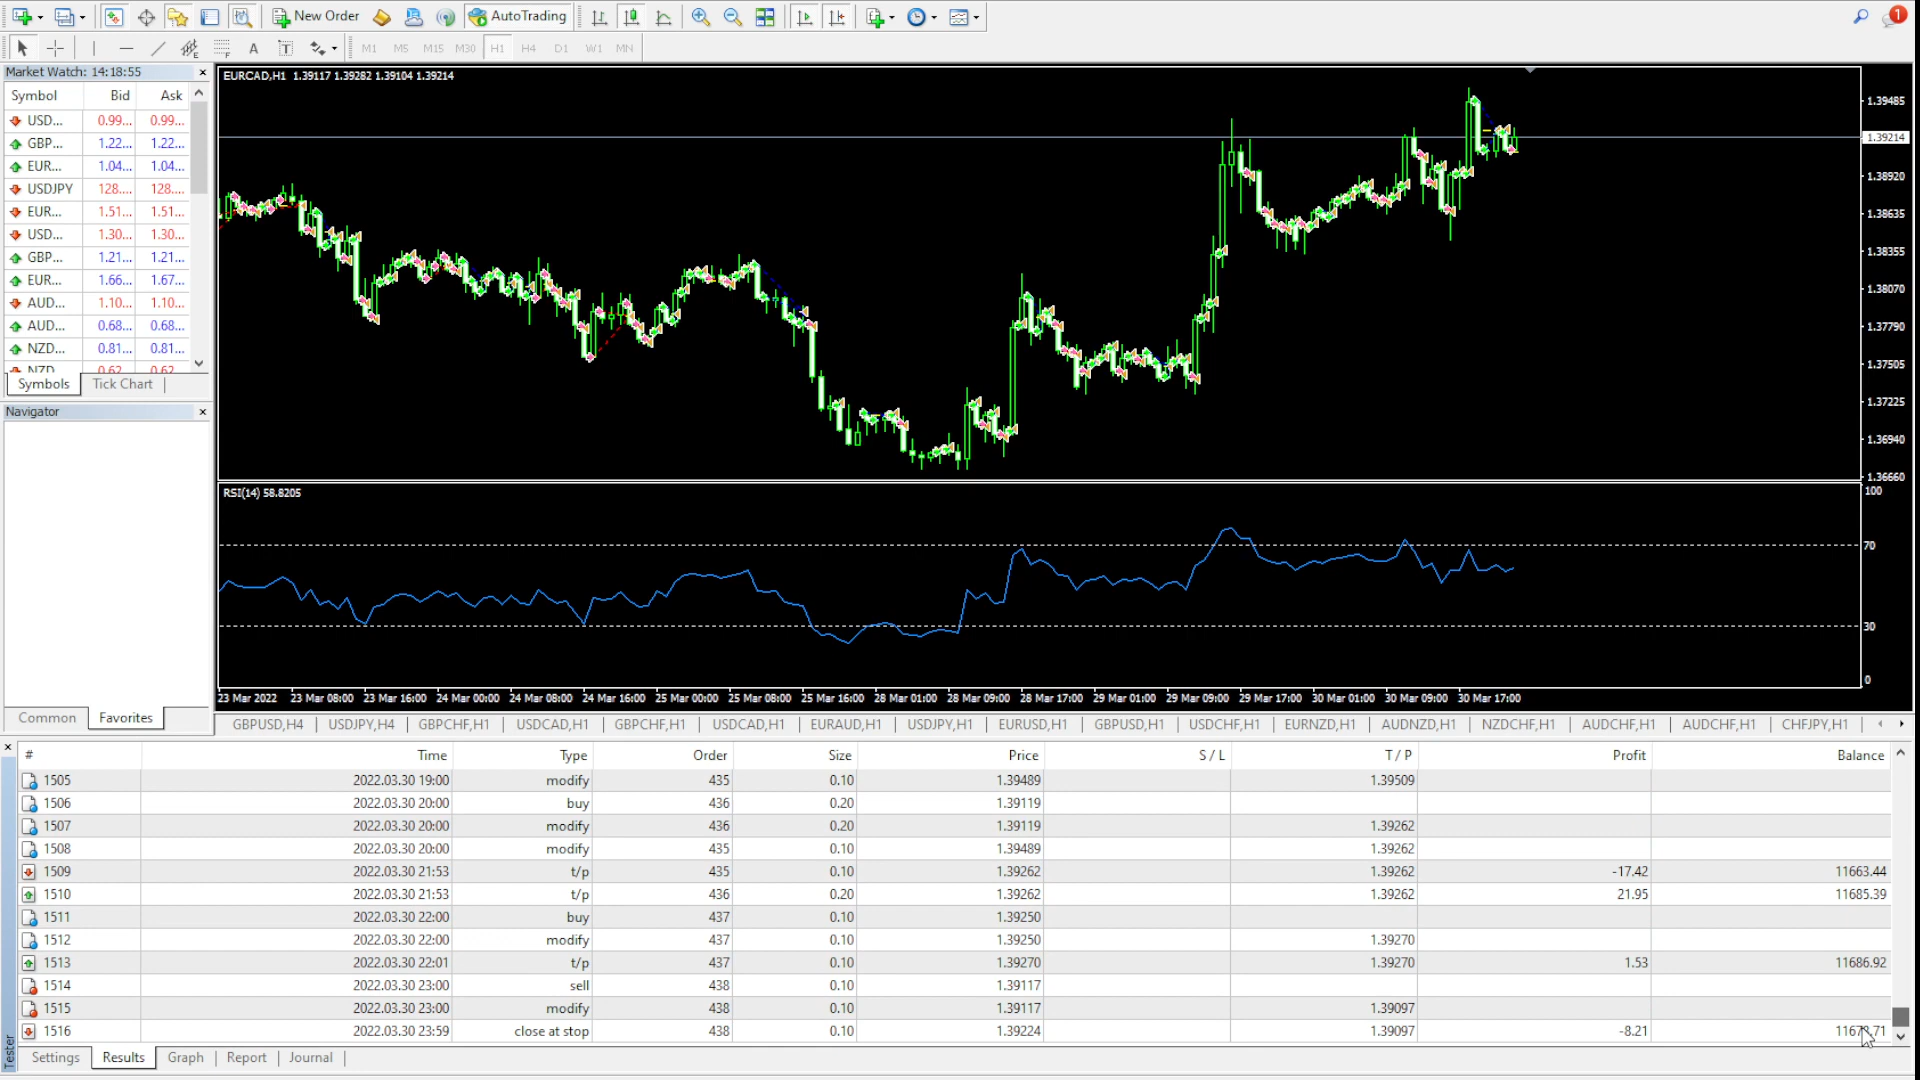 New Order AutoTrading 1
A T M1 M5 M15 M30 H1 H4 D1 W1 MN
Market Watch: 14:18:55
Symbol Bid Ask
USD... 0.99... 0.99...
GBP... 1.22... 1.22...
EUR... 1.04... 1.04...
USDJPY 128.... 128....
EUR... 1.51... 1.51...
USD... 1.30... 1.30...
GBP... 1.21... 1.21...
EUR... 1.66... 1.67...
AUD... 1.10... 1.10...
AUD... 0.68... 0.68...
NZD... 0.81... 0.81...
NZD... 0.62... 0.62...
Symbols Tick Chart
Navigator
Common Favorites
EURCAD,H1 1.39117 1.39282 1.39104 1.39214
1.39485
1.39214
1.38920
1.38635
1.38355
1.38070
1.37790
1.37505
1.37225
1.36940
1.36660
RSI(14) 58.8205
100
70
30
0
23 Mar 2022 23 Mar 08:00 23 Mar 16:00 24 Mar 00:00 24 Mar 08:00 24 Mar 16:00 25 Mar 00:00 25 Mar 08:00 25 Mar 16:00 28 Mar 01:00 28 Mar 09:00 28 Mar 17:00 29 Mar 01:00 29 Mar 09:00 29 Mar 17:00 30 Mar 01:00 30 Mar 09:00 30 Mar 17:00
GBPUSD,H4 USDJPY,H4 GBPCHF,H1 USDCAD,H1 GBPCHF,H1 USDCAD,H1 EURAUD,H1 USDJPY,H1 EURUSD,H1 GBPUSD,H1 USDCHF,H1 EURNZD,H1 AUDNZD,H1 NZDCHF,H1 AUDCHF,H1 AUDCHF,H1 CHFJPY,H1
# Time Type Order Size Price S / L T / P Profit Balance
1505 2022.03.30 19:00 modify 435 0.10 1.39489 1.39509
1506 2022.03.30 20:00 buy 436 0.20 1.39119
1507 2022.03.30 20:00 modify 436 0.20 1.39119 1.39262
1508 2022.03.30 20:00 modify 435 0.10 1.39489 1.39262
1509 2022.03.30 21:53 t/p 435 0.10 1.39262 1.39262 -17.42 11663.44
1510 2022.03.30 21:53 t/p 436 0.20 1.39262 1.39262 21.95 11685.39
1511 2022.03.30 22:00 buy 437 0.10 1.39250
1512 2022.03.30 22:00 modify 437 0.10 1.39250 1.39270
1513 2022.03.30 22:01 t/p 437 0.10 1.39270 1.39270 1.53 11686.92
1514 2022.03.30 23:00 sell 438 0.10 1.39117
1515 2022.03.30 23:00 modify 438 0.10 1.39117 1.39097
1516 2022.03.30 23:59 close at stop 438 0.10 1.39224 1.39097 -8.21 11678.71
Tester
Settings Results Graph Report Journal